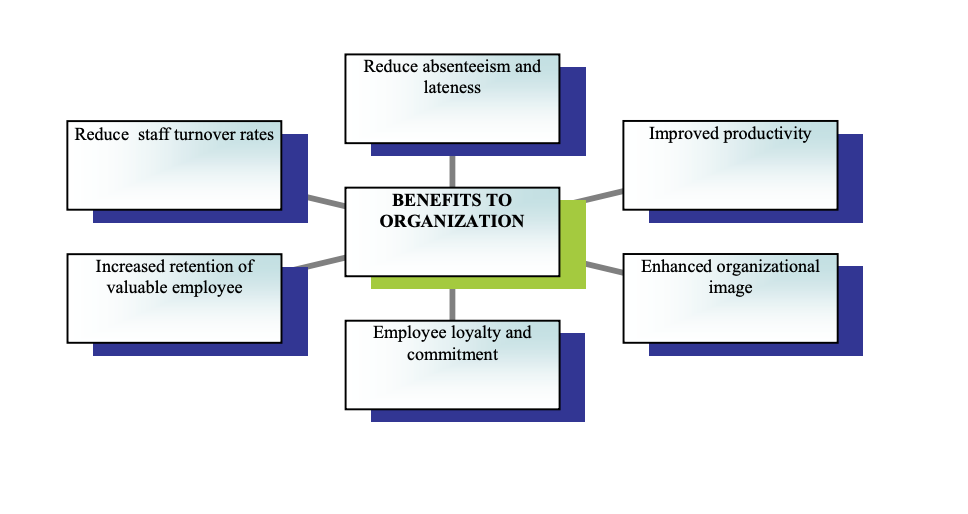 Reduce absenteeism and
lateness
Reduce  staff turnover rates
Improved productivity
BENEFITS TO
ORGANIZATION
Increased retention of
valuable employee
Enhanced organizational
image
Employee loyalty and
commitment